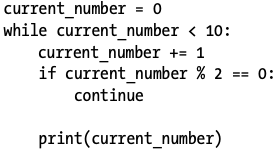 current_number = 0
while current_number < 10:
    current_number += 1
    if current_number % 2 == 0:
        continue

    print(current_number)